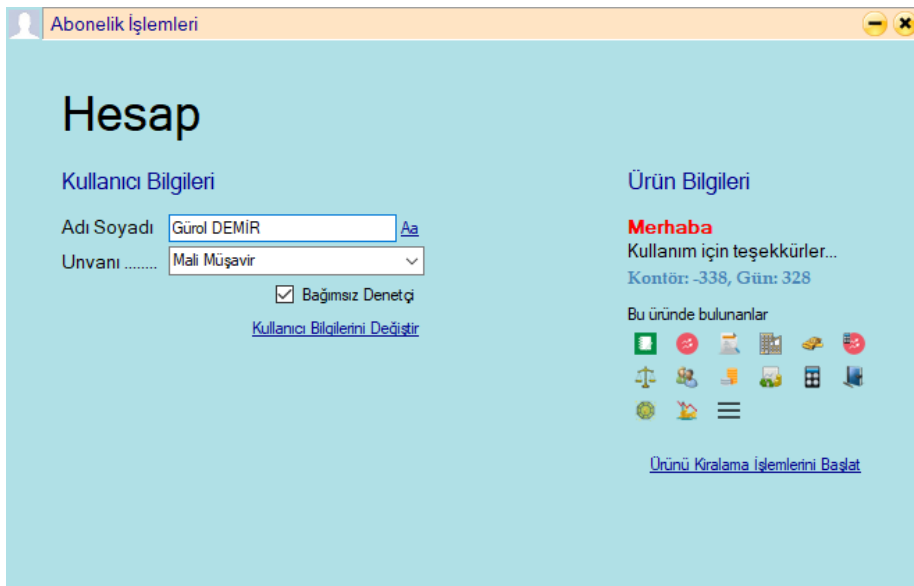 Abonelik İşlemleri
Hesap
Kullanıcı Bilgileri
Adı Soyadı Gürol DEMİR Aa
Unvanı ........ Mali Müşavir
Bağımsız Denetçi
Kullanıcı Bilgilerini Değiştir
Ürün Bilgileri
Merhaba
Kullanım için teşekkürler...
Kontör: -338, Gün: 328
Bu üründe bulunanlar
Ürünü Kiralama İşlemlerini Başlat